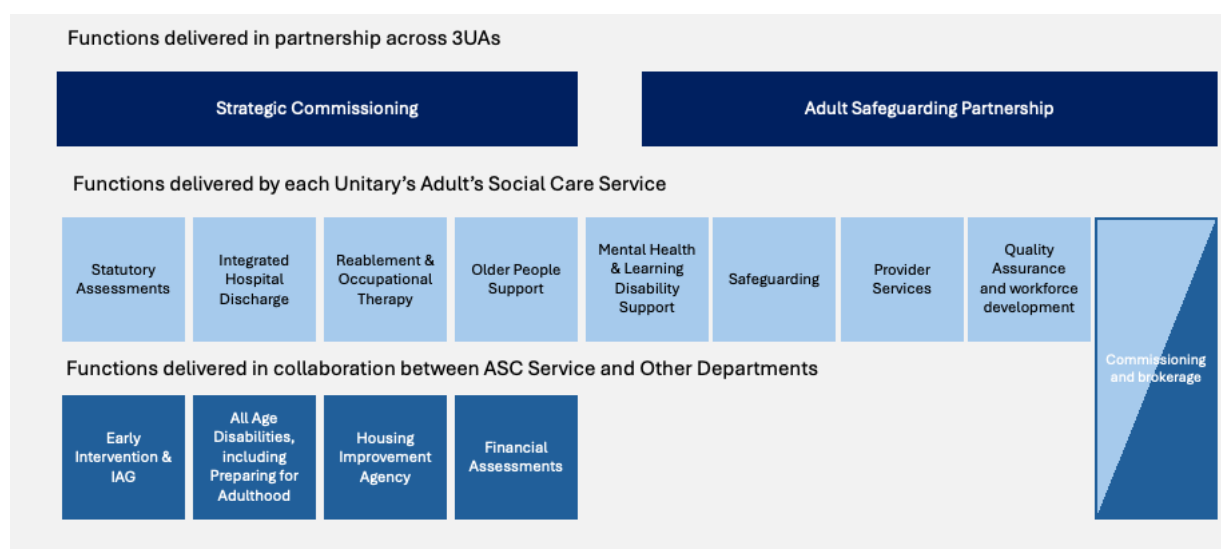 Functions delivered in partnership across 3UAs
Strategic Commissioning
Adult Safeguarding Partnership
Functions delivered by each Unitary’s Adult’s Social Care Service
Statutory
Assessments
Integrated
Hospital
Discharge
Reablement &
Occupational
Therapy
Older People
Support
Mental Health
& Learning
Disability
Support
Safeguarding
Provider
Services
Quality
Assurance
and workforce
development
Commissioning
and brokerage
Functions delivered in collaboration between ASC Service and Other Departments
Early
Intervention &
IAG
All Age
Disabilities,
including
Preparing for
Adulthood
Housing
Improvement
Agency
Financial
Assessments